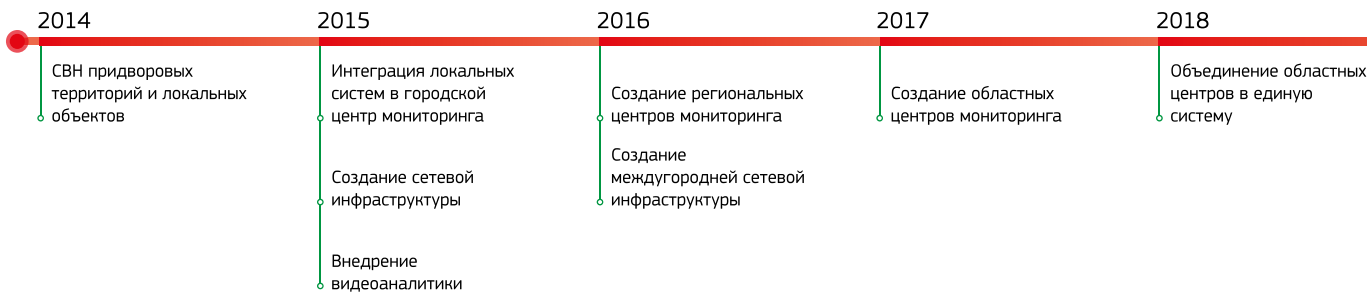 2014
СВН придворовых
территорий и локальных
объектов
2015
Интеграция локальных
систем в городской
центр мониторинга
Создание сетевой
инфраструктуры
Внедрение
видеоаналитики
2016
Создание региональных
центров мониторинга
Создание
междугородней сетевой
инфраструктуры
2017
Создание областных
центров мониторинга
2018
Объединение областных
центров в единую
систему